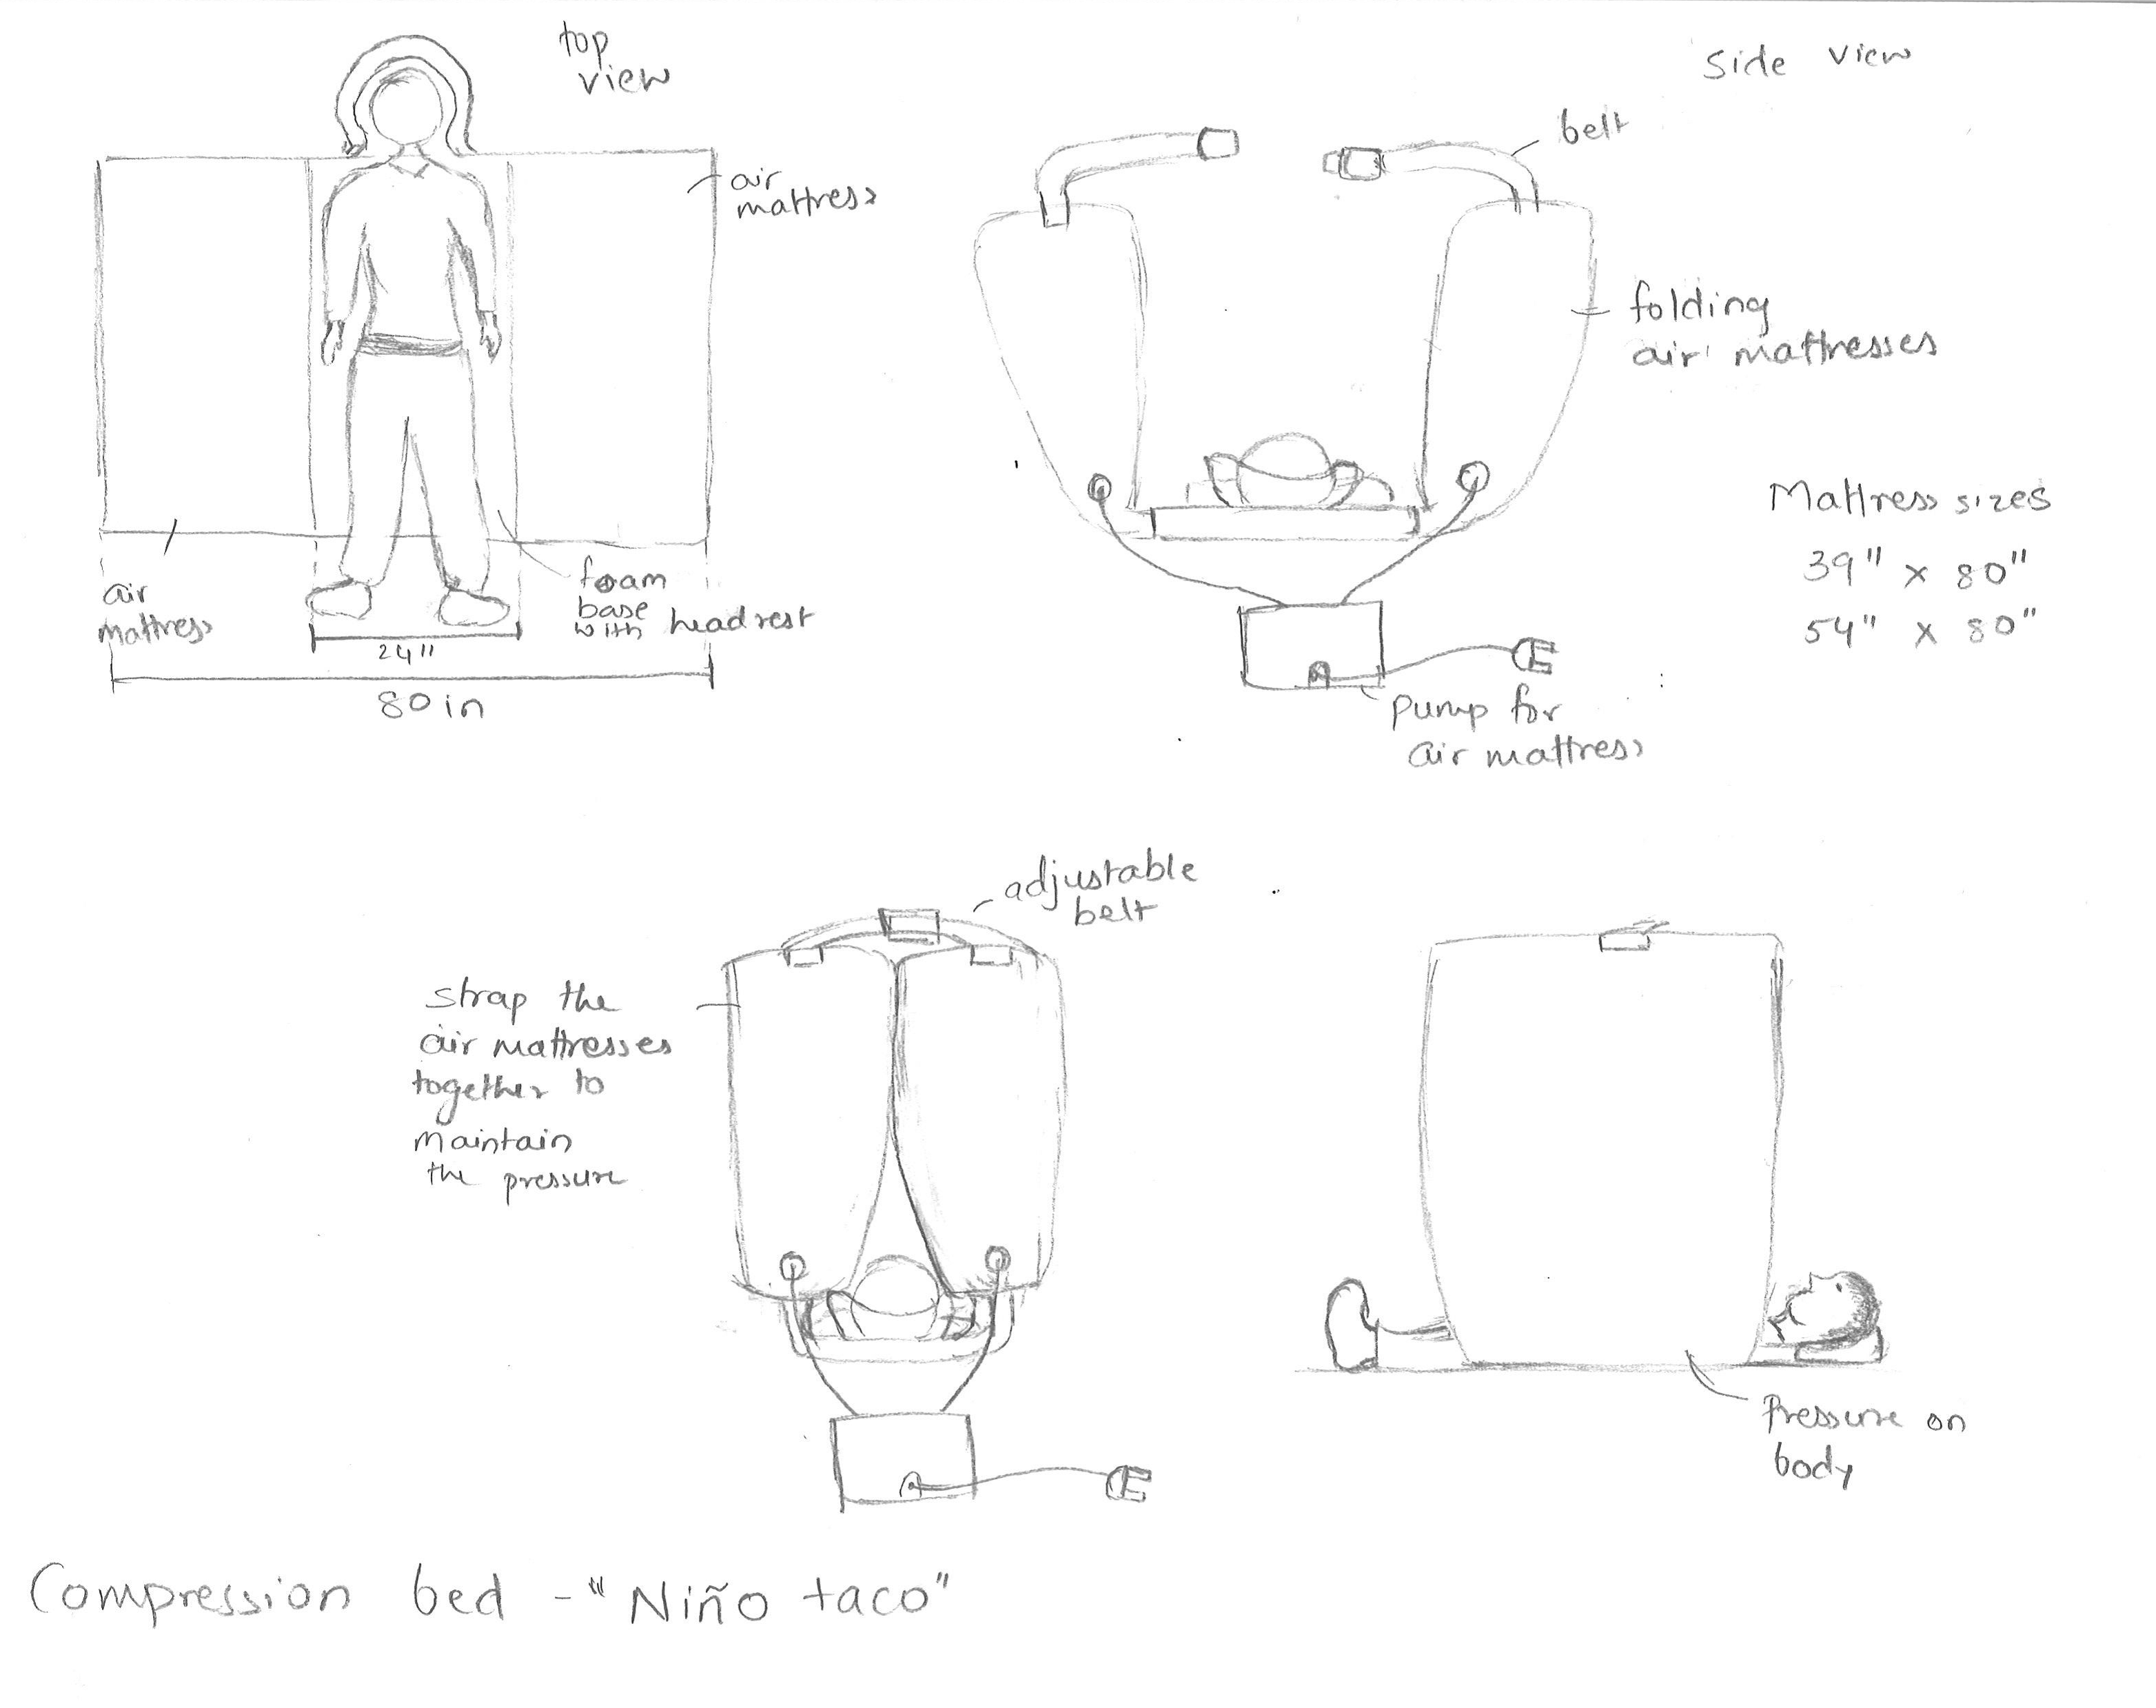 top
view
air
mattress
air
mattress
foam
base
with headrest
24"
80 in
Side view
belt
folding
air mattresses
Mattress sizes
39" x 80"
54" x 80"
pump for
air mattress
adjustable
belt
strap the
air mattresses
together to
maintain
the pressure
Pressure on
body
Compression bed - "Niño taco"